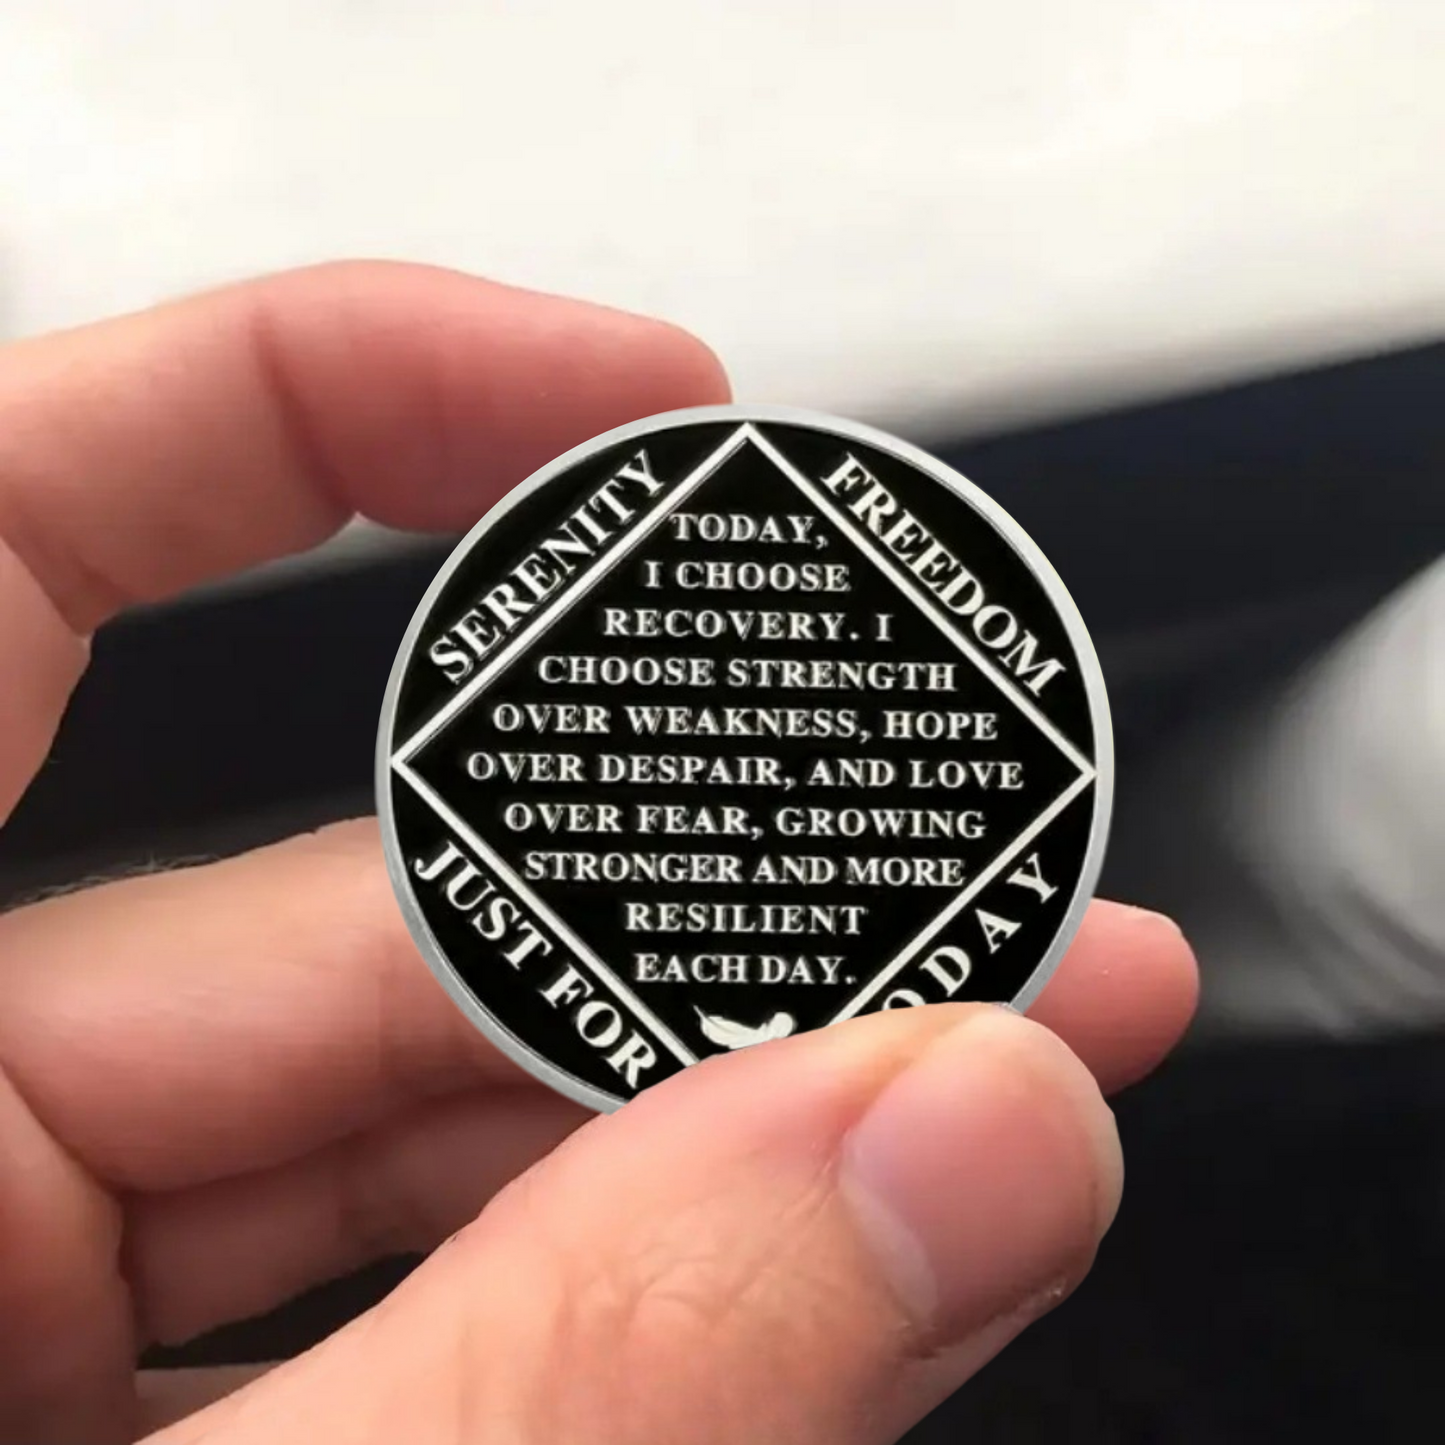 SERENITY
FREEDOM
TODAY,
I CHOOSE
RECOVERY. I
CHOOSE STRENGTH
OVER WEAKNESS, HOPE
OVER DESPAIR, AND LOVE
OVER FEAR, GROWING
STRONGER AND MORE
RESILIENT
EACH DAY.
JUST FOR
ODAY